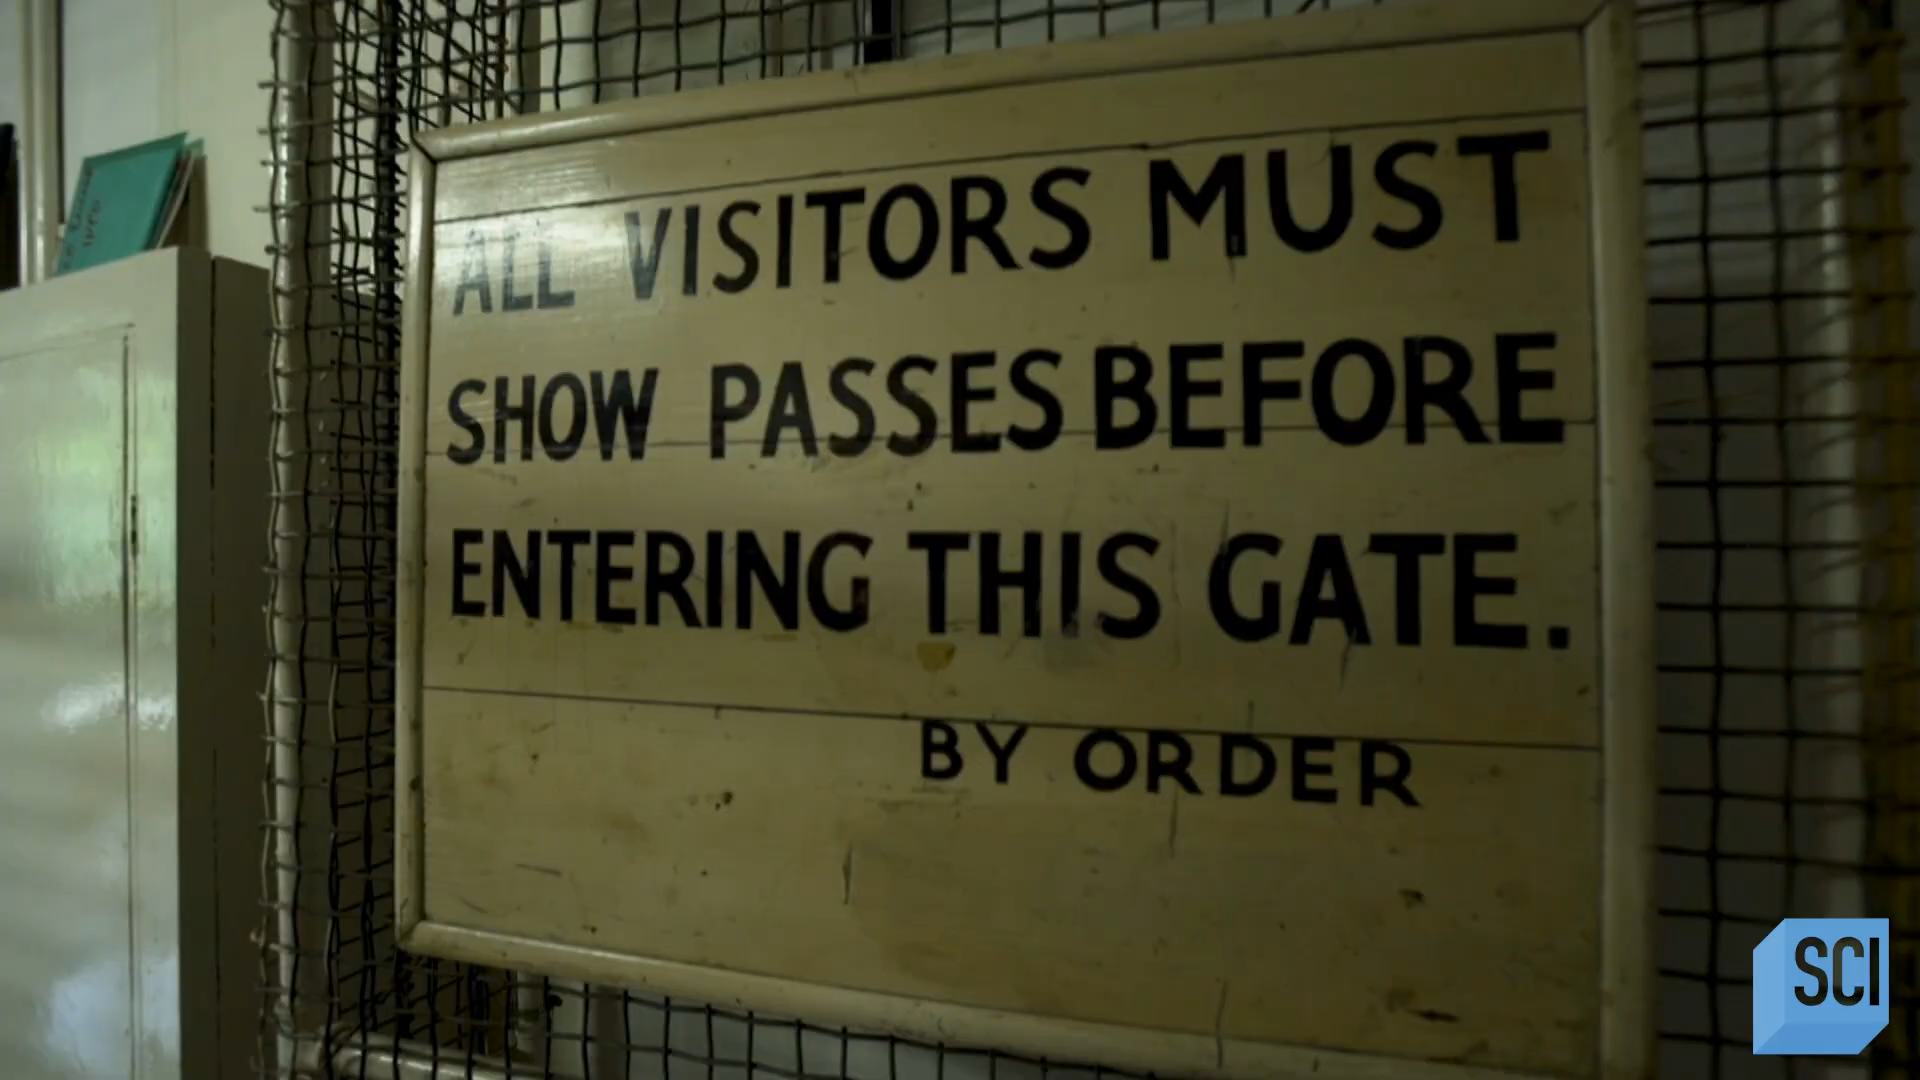 ALL VISITORS MUST
SHOW PASSES BEFORE
ENTERING THIS GATE.
BY ORDER
SCI